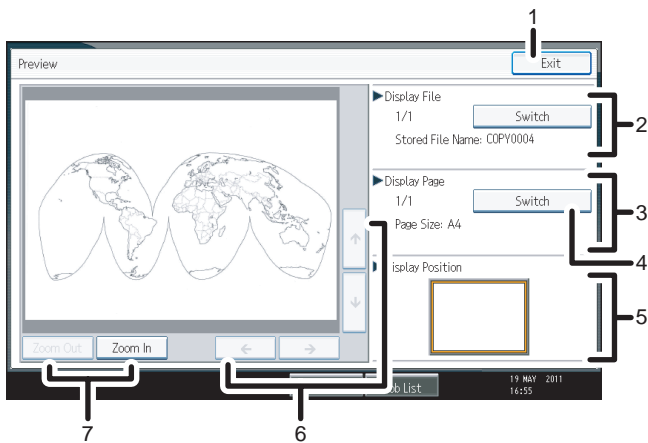 1
Preview
Exit
Display File
1/1
Switch
2
Stored File Name: COPY0004
Display Page
1/1
Switch
3
Page Size: A4
4
isplay Position
5
Zoom Out
Zoom In
ob List
19 MAY 2011
16:55
7
6